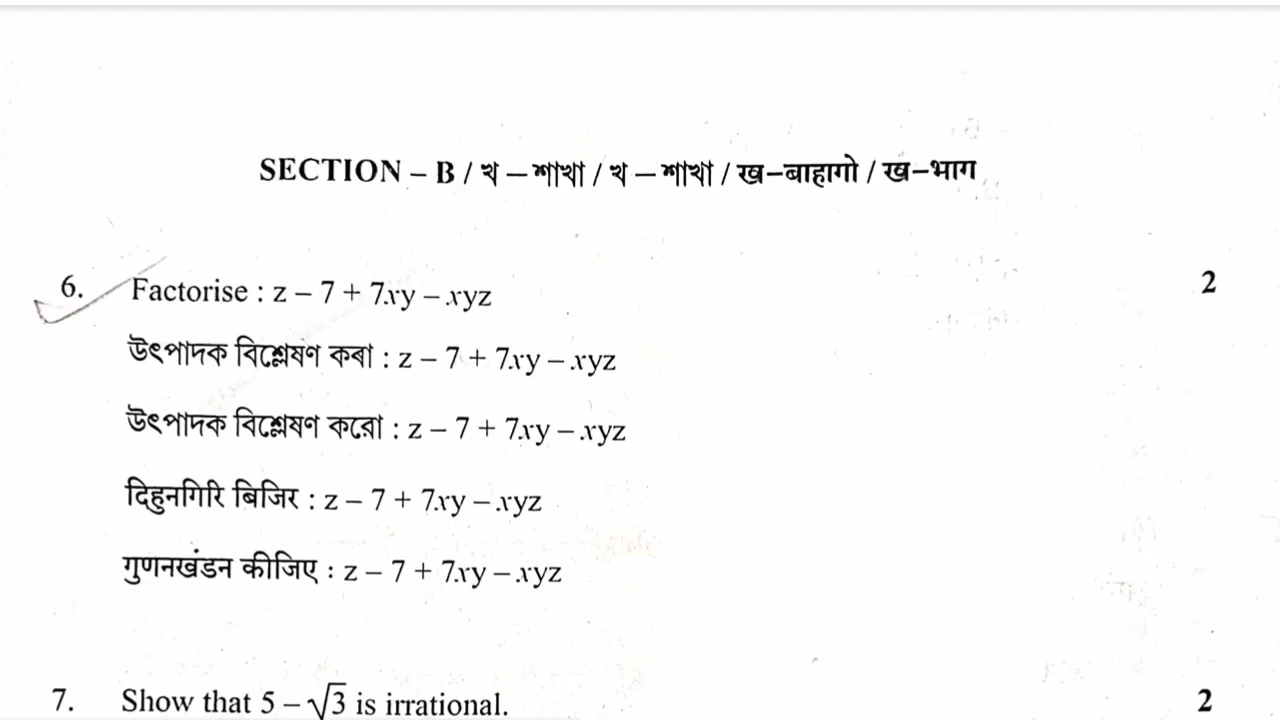 SECTION – B / খ – শাখা / খ – শাখা / ख–बाहागो / ख–भाग
6. Factorise : z – 7 + 7xy – xyz 2
উৎপাদক বিশ্লেষণ কৰা : z – 7 + 7xy – xyz
উৎপাদক বিশ্লেষণ করো : z – 7 + 7xy – xyz
दिहुनगिरि बिजिर : z – 7 + 7xy – xyz
गुणनखंडन कीजिए : z – 7 + 7xy – xyz
7. Show that 5 – √3 is irrational. 2